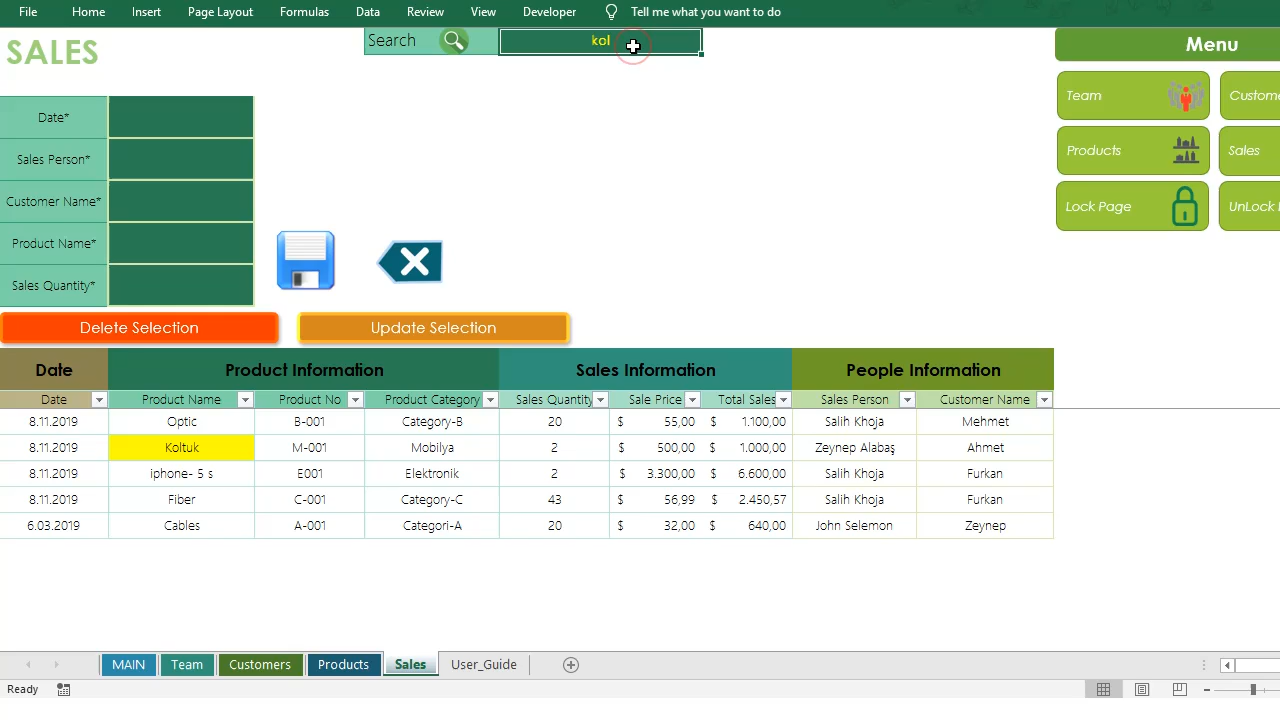 File Home Insert Page Layout Formulas Data Review View Developer Tell me what you want to do
SALES
Search kol
Menu
Team
Products Sales
Lock Page
Date*
Sales Person*
Customer Name*
Product Name*
Sales Quantity*
Delete Selection Update Selection
Date Product Information Sales Information People Information
Date Product Name Product No Product Category Sales Quantity Sale Price Total Sales Sales Person Customer Name
8.11.2019 Optic B-001 Category-B 20 $ 55,00 $ 1.100,00 Salih Khoja Mehmet
8.11.2019 Koltuk M-001 Mobilya 2 $ 500,00 $ 1.000,00 Zeynep Alabaş Ahmet
8.11.2019 iphone- 5 s E001 Elektronik 2 $ 3.300,00 $ 6.600,00 Salih Khoja Furkan
8.11.2019 Fiber C-001 Category-C 43 $ 56,99 $ 2.450,57 Salih Khoja Furkan
6.03.2019 Cables A-001 Categori-A 20 $ 32,00 $ 640,00 John Selemon Zeynep
MAIN Team Customers Products Sales User_Guide
Ready